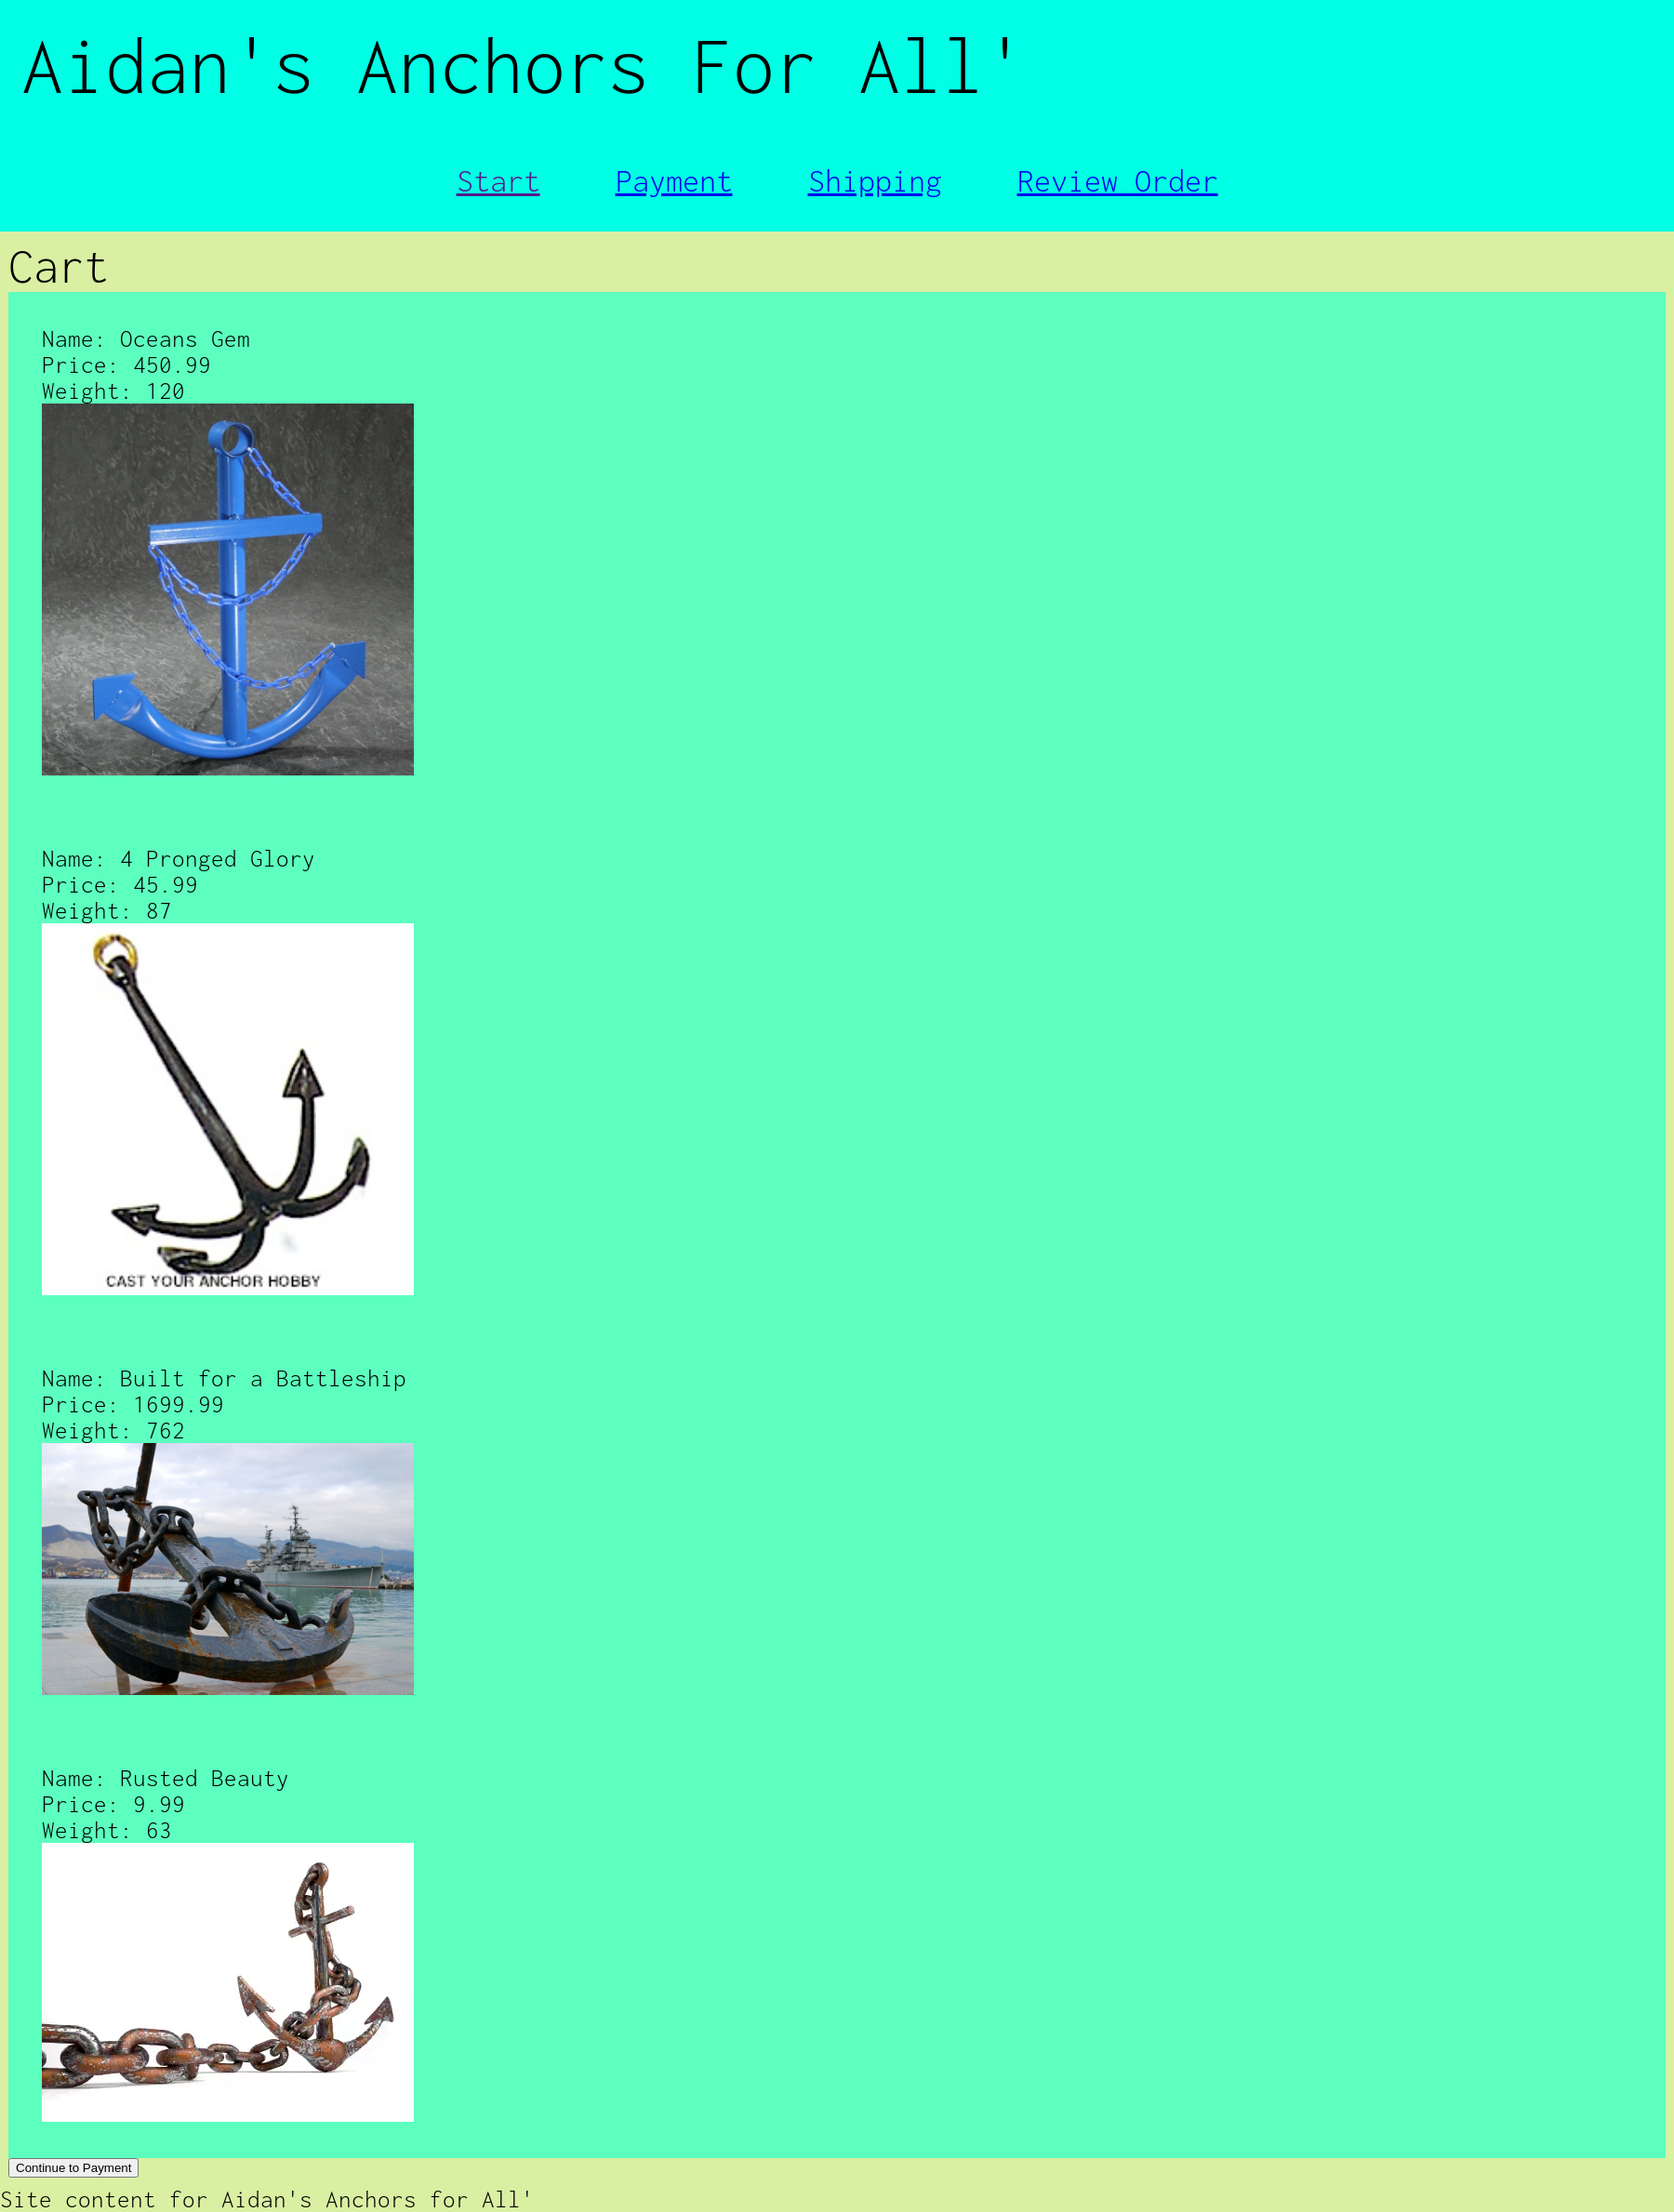 Aidan's Anchors For All'
Start Payment Shipping Review Order
Cart
Name: Oceans Gem
Price: 450.99
Weight: 120
Name: 4 Pronged Glory
Price: 45.99
Weight: 87
CAST YOUR ANCHOR HOBBY
Name: Built for a Battleship
Price: 1699.99
Weight: 762
Name: Rusted Beauty
Price: 9.99
Weight: 63
Continue to Payment
Site content for Aidan's Anchors for All'